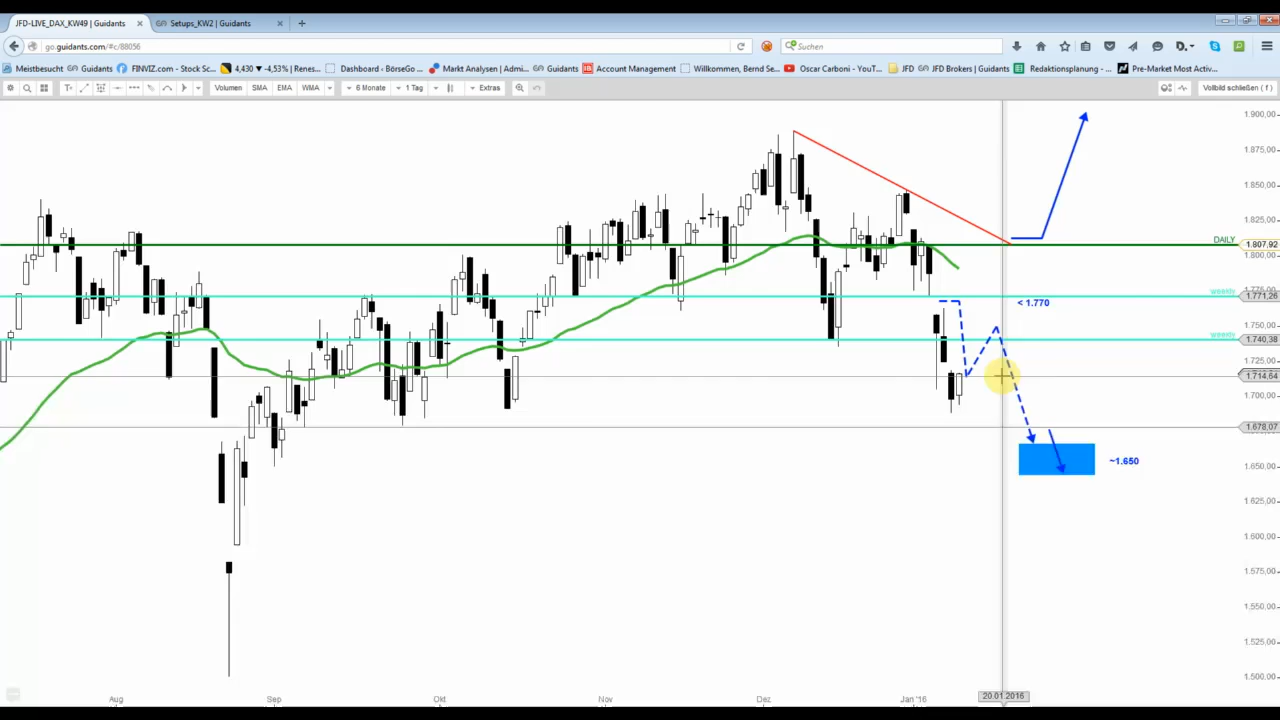 JFD-LIVE_DAX_KW49 | Guidants
Setups_KW2 | Guidants
go.guidants.com/#c/88056
Suchen
Meistbesucht
Guidants
FINVIZ.com - Stock Sc...
4,430 ▼ -4,53% | Renes...
Dashboard - BörseGo ...
Markt Analysen | Admi...
Guidants
Account Management
Willkommen, Bernd Se...
Oscar Carboni - YouT...
JFD
JFD Brokers | Guidants
Redaktionsplanung - ...
Pre-Market Most Activ...
Volumen
SMA
EMA
WMA
6 Monate
1 Tag
Extras
Vollbild schließen ( f )
1.900,00
1.875,00
1.850,00
1.825,00
DAILY
1.807,92
1.800,00
weekly
1.771,26
< 1.770
1.750,00
weekly
1.740,38
1.725,00
1.714,64
1.700,00
1.678,07
~1.650
1.650,00
1.625,00
1.600,00
1.575,00
1.550,00
1.525,00
1.500,00
Aug
Sep
Okt
Nov
Dez
Jan '16
20.01.2016